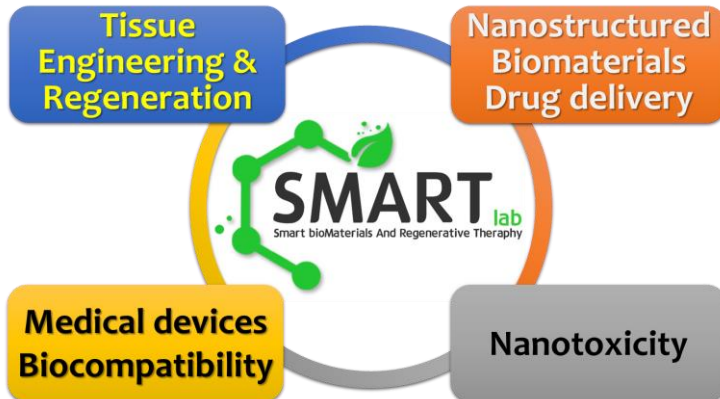 Tissue
Engineering &
Regeneration
Nanostructured
Biomaterials
Drug delivery
SMART lab
Smart bioMaterials And Regenerative Theraphy
Medical devices
Biocompatibility
Nanotoxicity